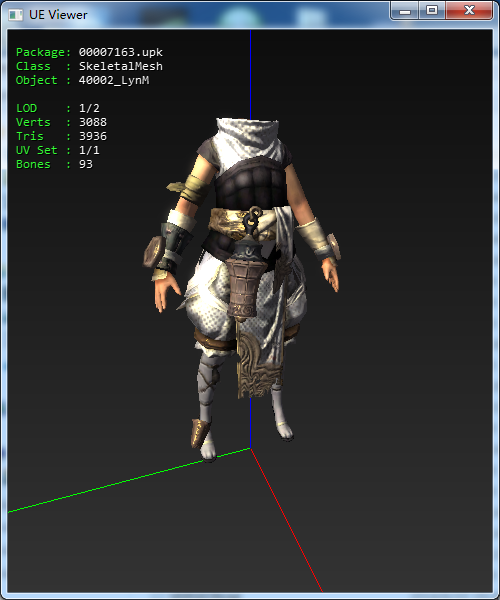 UE Viewer
Package: 00007163.upk
Class : SkeletalMesh
Object : 40002_LynM
LOD : 1/2
Verts : 3088
Tris : 3936
UV Set : 1/1
Bones : 93